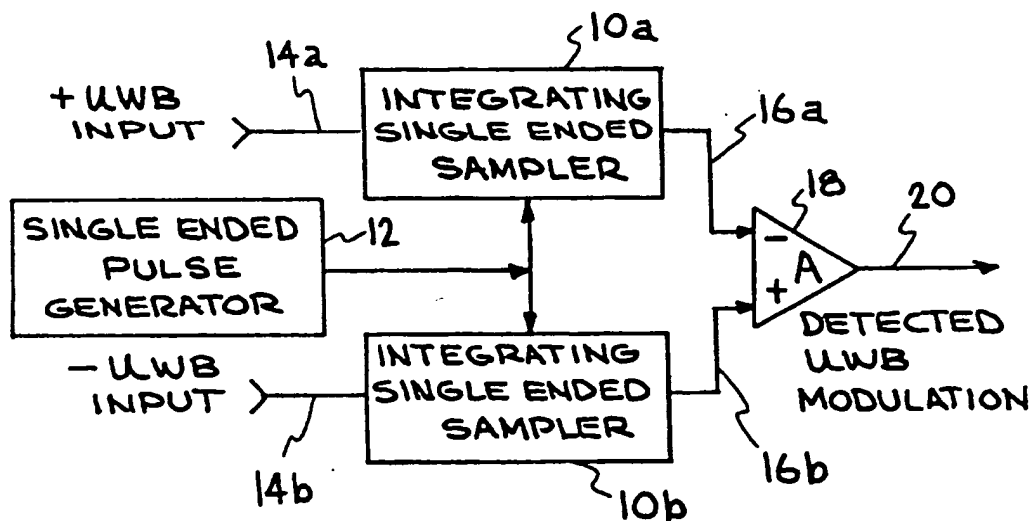 10a
14a
+ UWB
INPUT
INTEGRATING
SINGLE ENDED
SAMPLER
16a
SINGLE ENDED
PULSE
GENERATOR
12
18
20
−
A
+
− UWB
INPUT
INTEGRATING
SINGLE ENDED
SAMPLER
DETECTED
UWB
MODULATION
14b
10b
16b